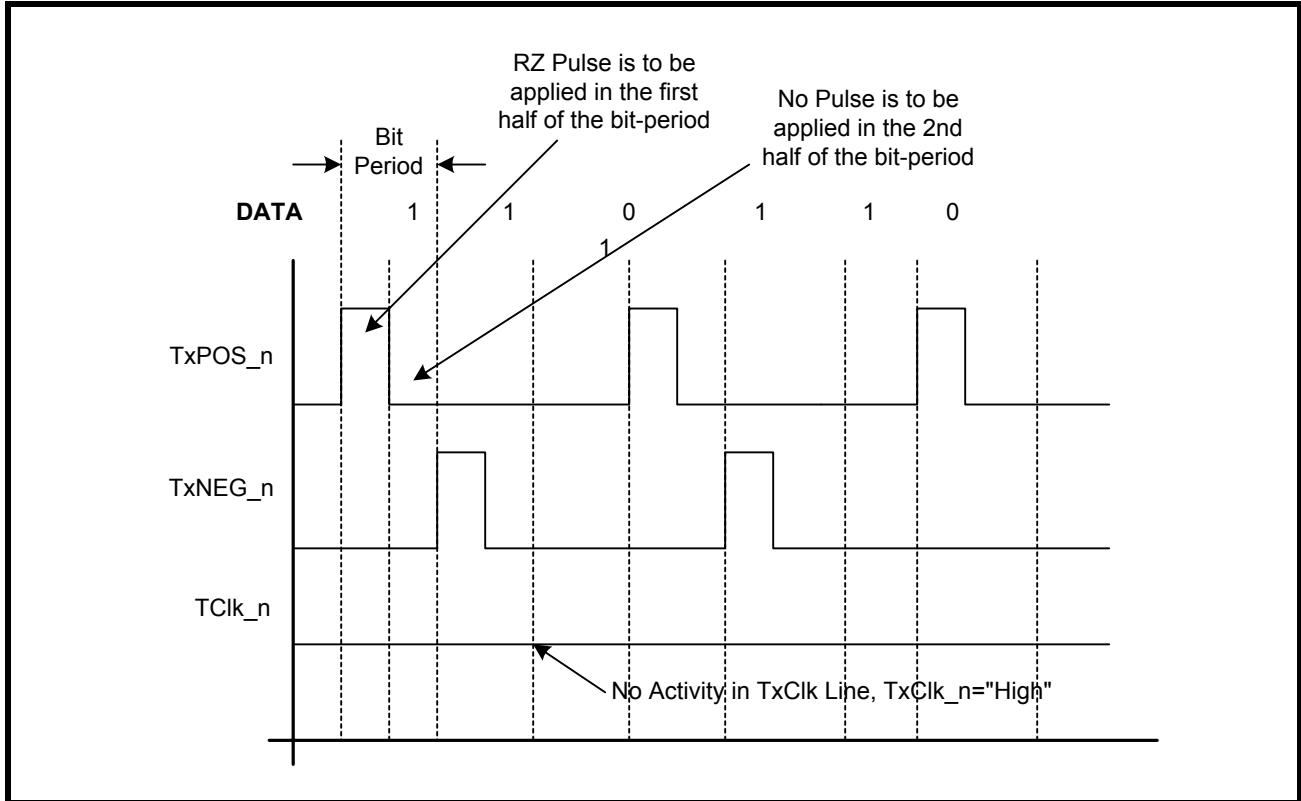 RZ Pulse is to be
applied in the first
half of the bit-period
No Pulse is to be
applied in the 2nd
half of the bit-period
Bit
Period
DATA 1 1 0 1 1 0
1
TxPOS_n
TxNEG_n
TClk_n
No Activity in TxClk Line, TxClk_n="High"